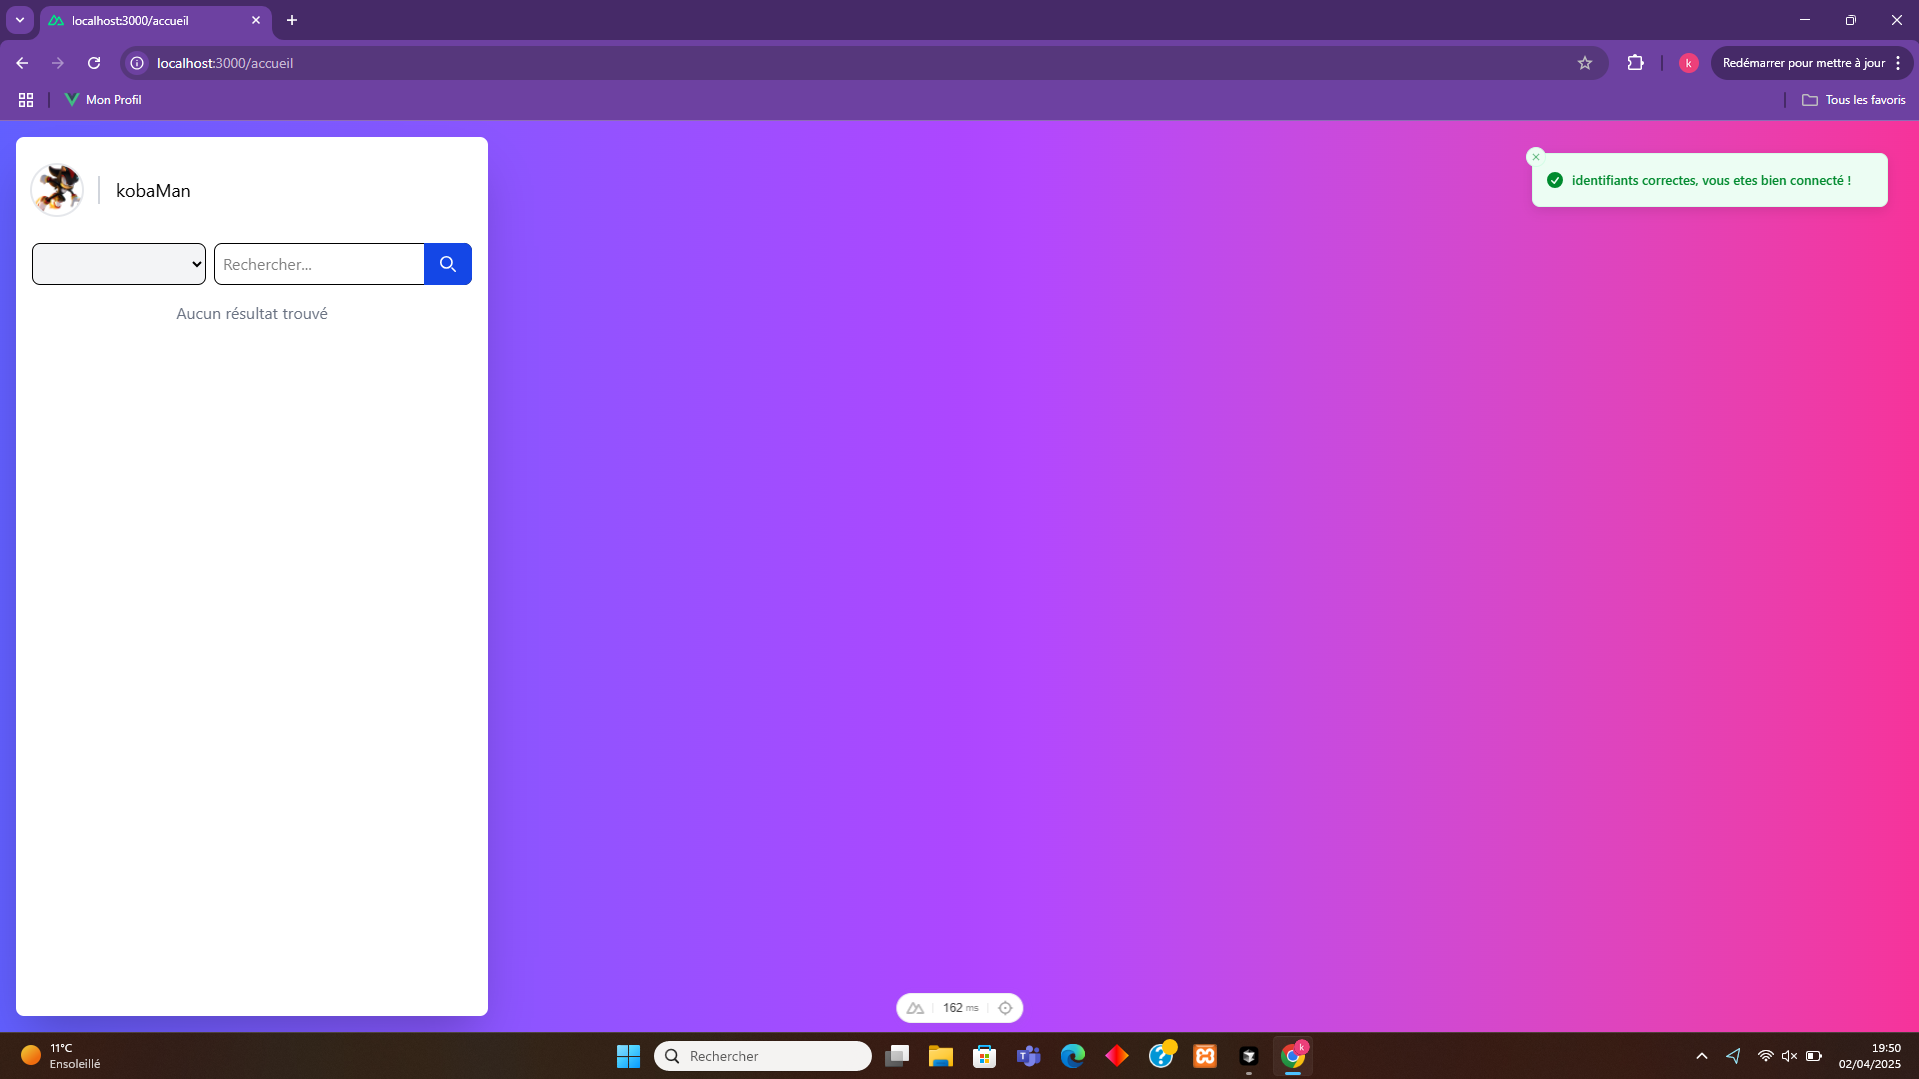 localhost:3000/accueil
localhost:3000/accueil
k
Redémarrer pour mettre à jour
Mon Profil
Tous les favoris
kobaMan
identifiants correctes, vous etes bien connecté !
Rechercher...
Aucun résultat trouvé
162 ms
11°C
Ensoleillé
Rechercher
k
19:50
02/04/2025